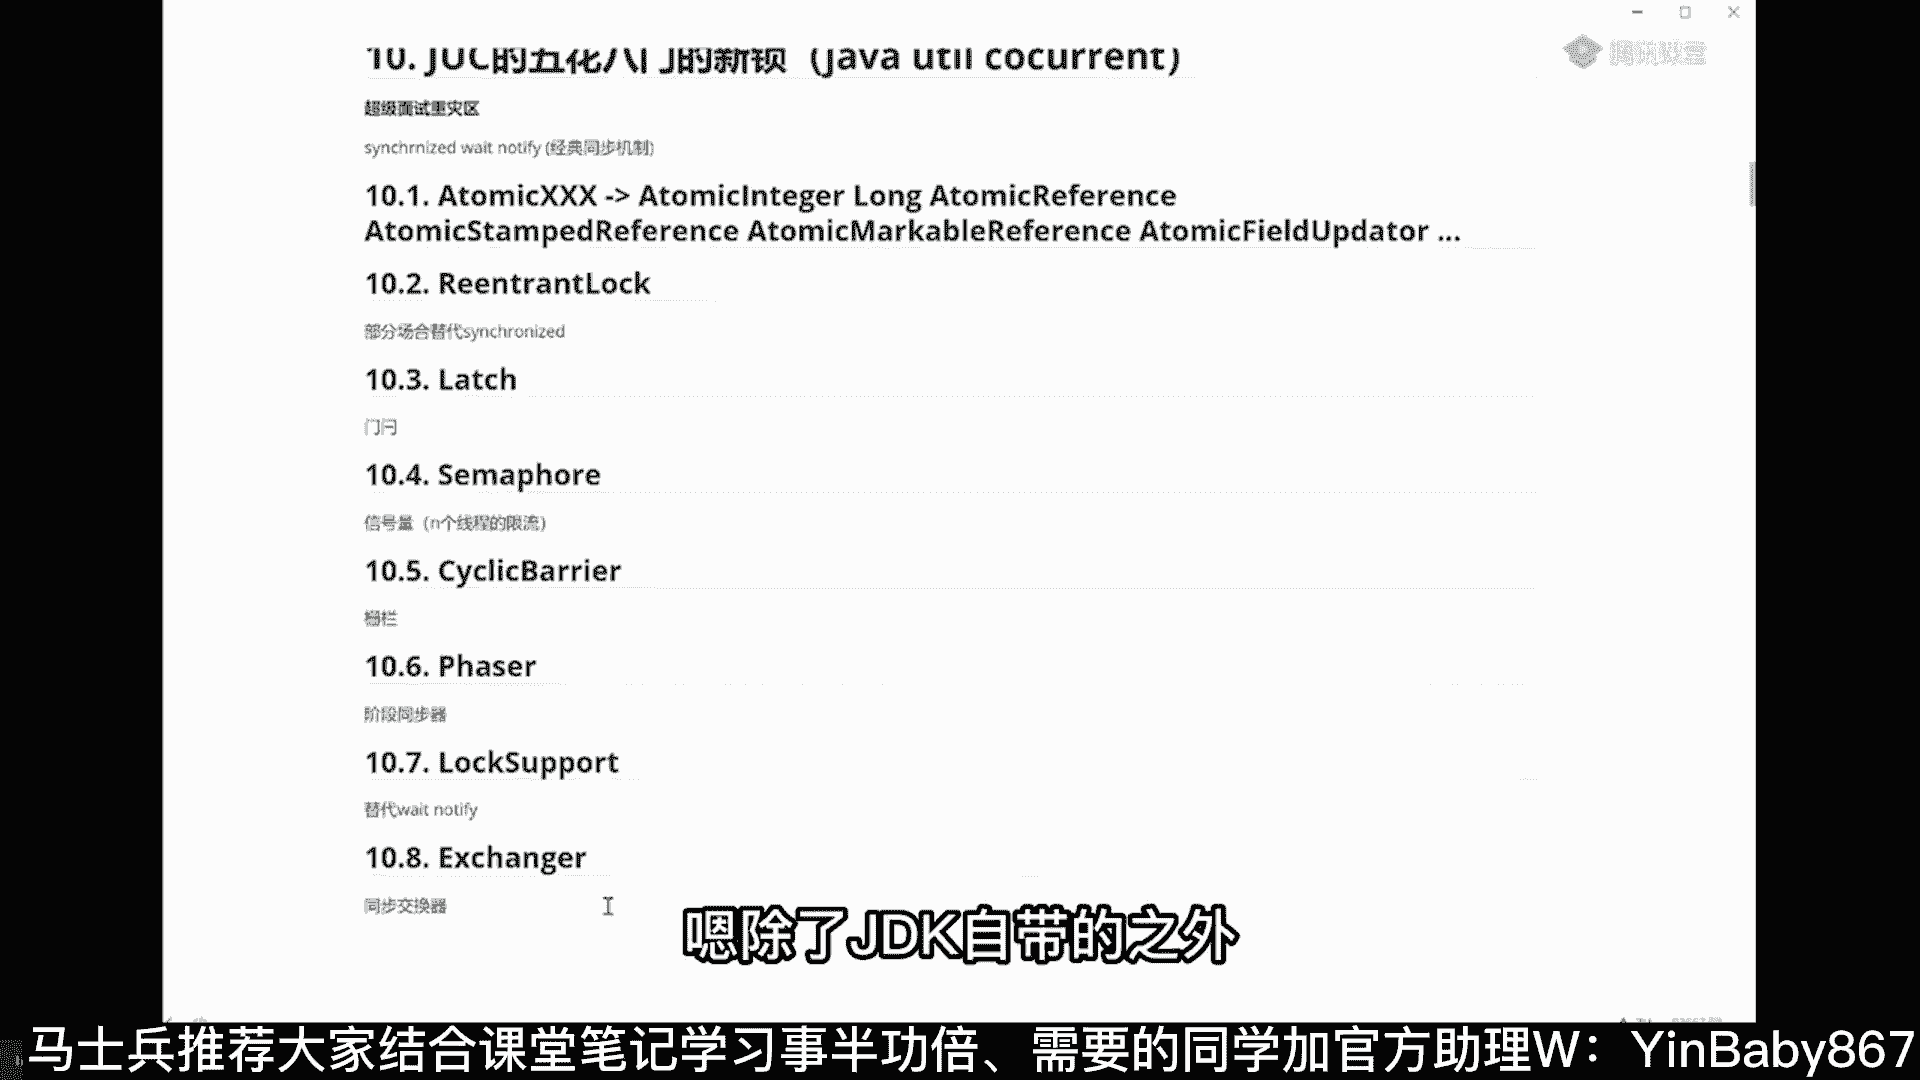 10. JUC的五花八门的新锁（java util cocurrent）
腾讯课堂
超级面试重灾区
synchrnized wait notify (经典同步机制)
10.1. AtomicXXX -> AtomicInteger Long AtomicReference
AtomicStampedReference AtomicMarkableReference AtomicFieldUpdator ...
10.2. ReentrantLock
部分场合替代synchronized
10.3. Latch
门闩
10.4. Semaphore
信号量（n个线程的限流）
10.5. CyclicBarrier
栅栏
10.6. Phaser
阶段同步器
10.7. LockSupport
替代wait notify
10.8. Exchanger
同步交换器
嗯除了JDK自带的之外
马士兵推荐大家结合课堂笔记学习事半功倍、需要的同学加官方助理W：YinBaby867